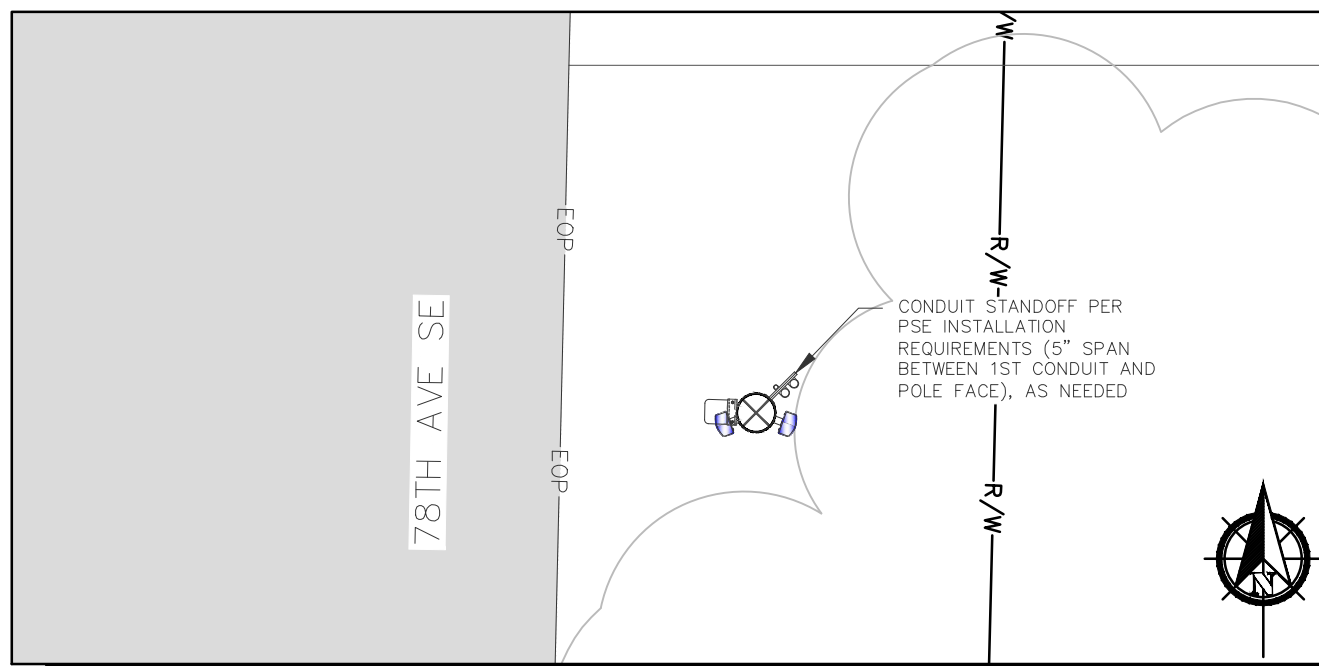 /W
EOP
R/W
CONDUIT STANDOFF PER
PSE INSTALLATION
REQUIREMENTS (5" SPAN
BETWEEN 1ST CONDUIT AND
POLE FACE), AS NEEDED
78TH AVE SE
EOP
R/W
N